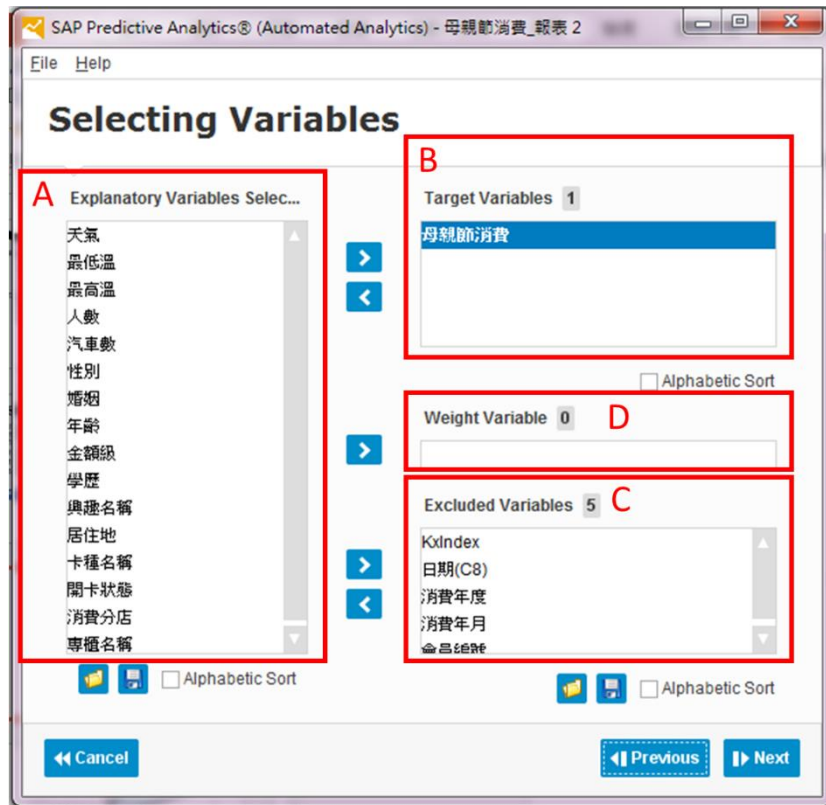 SAP Predictive Analytics® (Automated Analytics) - 母親節消費_報表 2
File Help
Selecting Variables
A
Explanatory Variables Selec...
天氣
最低溫
最高溫
人數
汽車數
性別
婚姻
年齡
金額級
學歷
興趣名稱
居住地
卡種名稱
開卡狀態
消費分店
專櫃名稱
Alphabetic Sort
B
Target Variables 1
母親節消費
Alphabetic Sort
Weight Variable 0 D
Excluded Variables 5 C
KxIndex
日期(C8)
消費年度
消費年月
會員編號
Alphabetic Sort
Cancel
Previous
Next